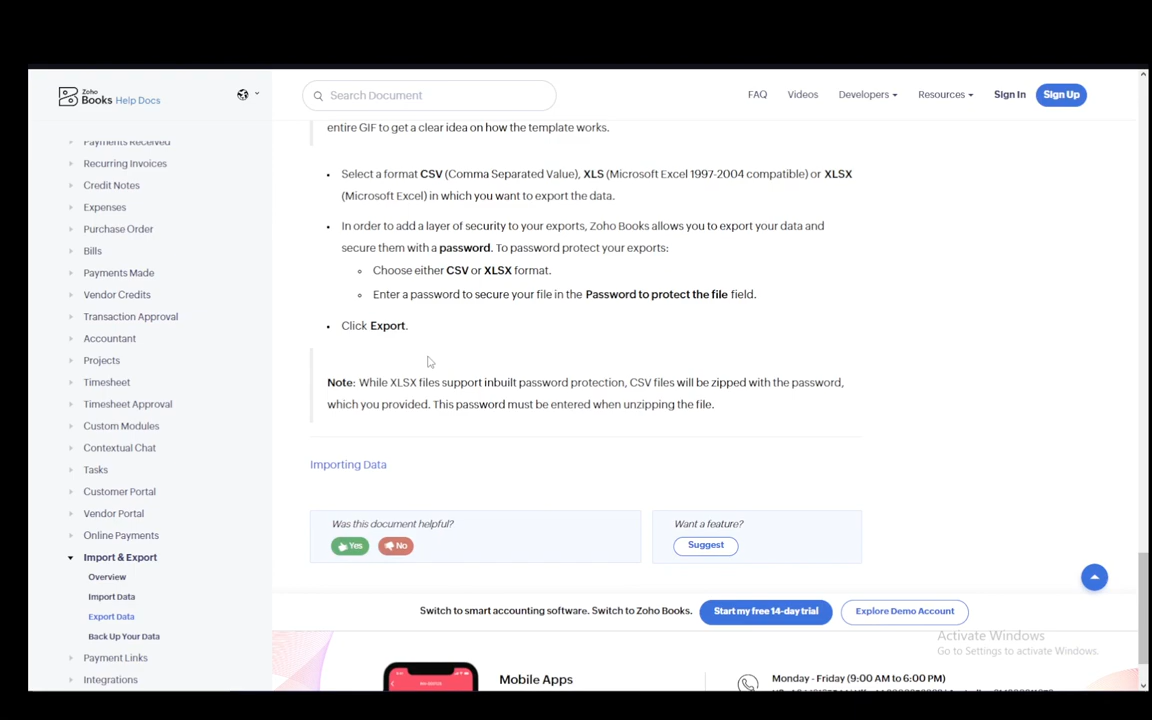 Zoho
Books Help Docs
Search Document
FAQ
Videos
Developers
Resources
Sign In
Sign Up
Payments Received
Recurring Invoices
Credit Notes
Expenses
Purchase Order
Bills
Payments Made
Vendor Credits
Transaction Approval
Accountant
Projects
Timesheet
Timesheet Approval
Custom Modules
Contextual Chat
Tasks
Customer Portal
Vendor Portal
Online Payments
Import & Export
Overview
Import Data
Export Data
Back Up Your Data
Payment Links
Integrations
entire GIF to get a clear idea on how the template works.
• Select a format CSV (Comma Separated Value), XLS (Microsoft Excel 1997-2004 compatible) or XLSX
(Microsoft Excel) in which you want to export the data.
• In order to add a layer of security to your exports, Zoho Books allows you to export your data and
secure them with a password. To password protect your exports:
Choose either CSV or XLSX format.
Enter a password to secure your file in the Password to protect the file field.
• Click Export.
Note: While XLSX files support inbuilt password protection, CSV files will be zipped with the password,
which you provided. This password must be entered when unzipping the file.
Importing Data
Was this document helpful?
Yes
No
Want a feature?
Suggest
Switch to smart accounting software. Switch to Zoho Books.
Start my free 14-day trial
Explore Demo Account
Activate Windows
Go to Settings to activate Windows.
Mobile Apps
Monday - Friday (9:00 AM to 6:00 PM)